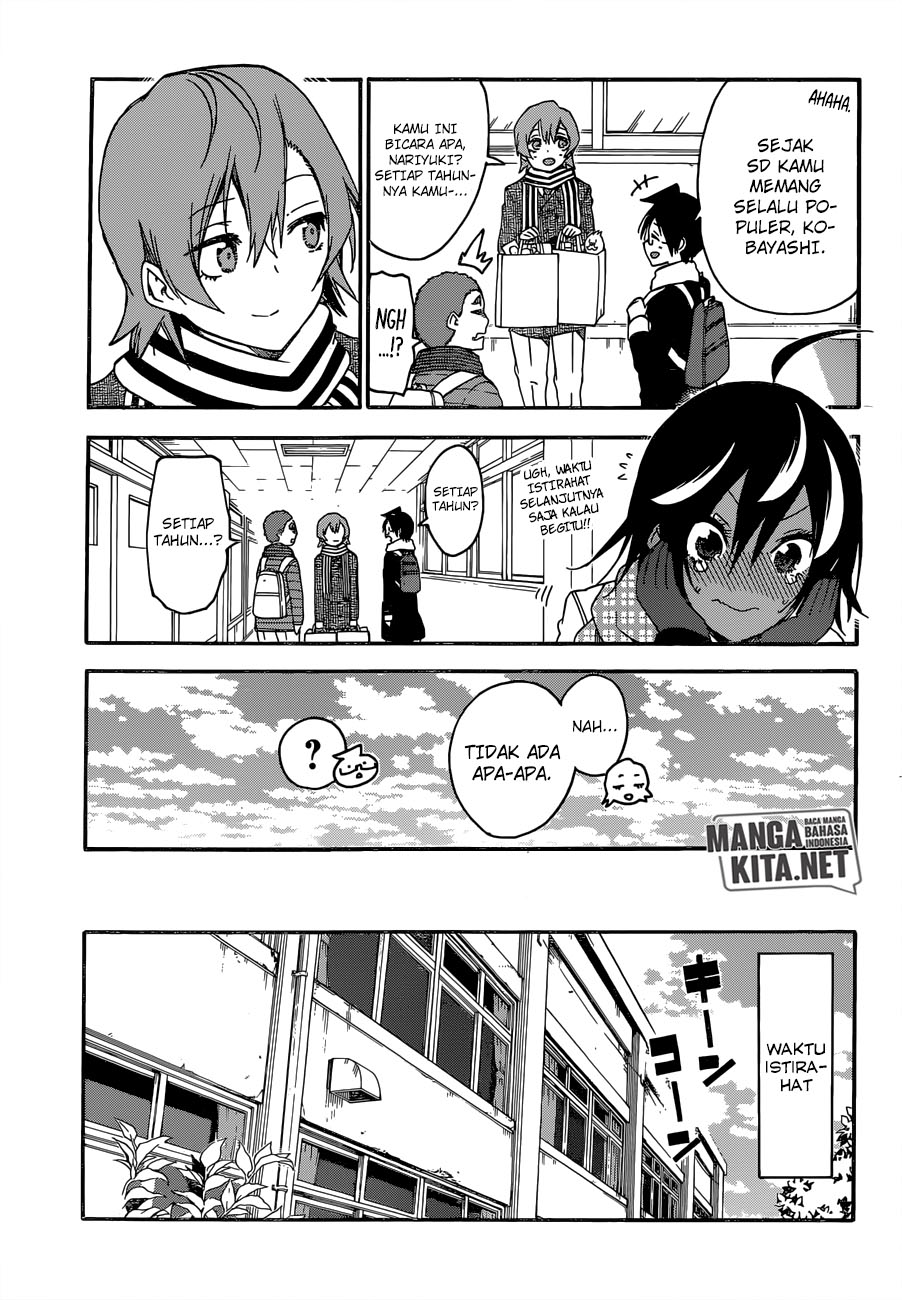 AHAHA.
SEJAK
SD KAMU
MEMANG
SELALU PO-
PULER, KO-
BAYASHI.
KAMU INI
BICARA APA,
NARIYUKI?
SETIAP TAHUN-
NYA KAMU-...
NGH
...!?
UGH, WAKTU
ISTIRAHAT
SELANJUTNYA
SAJA KALAU
BEGITU!!
SETIAP
TAHUN?
SETIAP
TAHUN...?
NAH...
TIDAK ADA
APA-APA.
?
MANGA
KITA.NET
BACA MANGA
BAHASA
INDONESIA
WAKTU
ISTIRA-
HAT
キーン
コーン